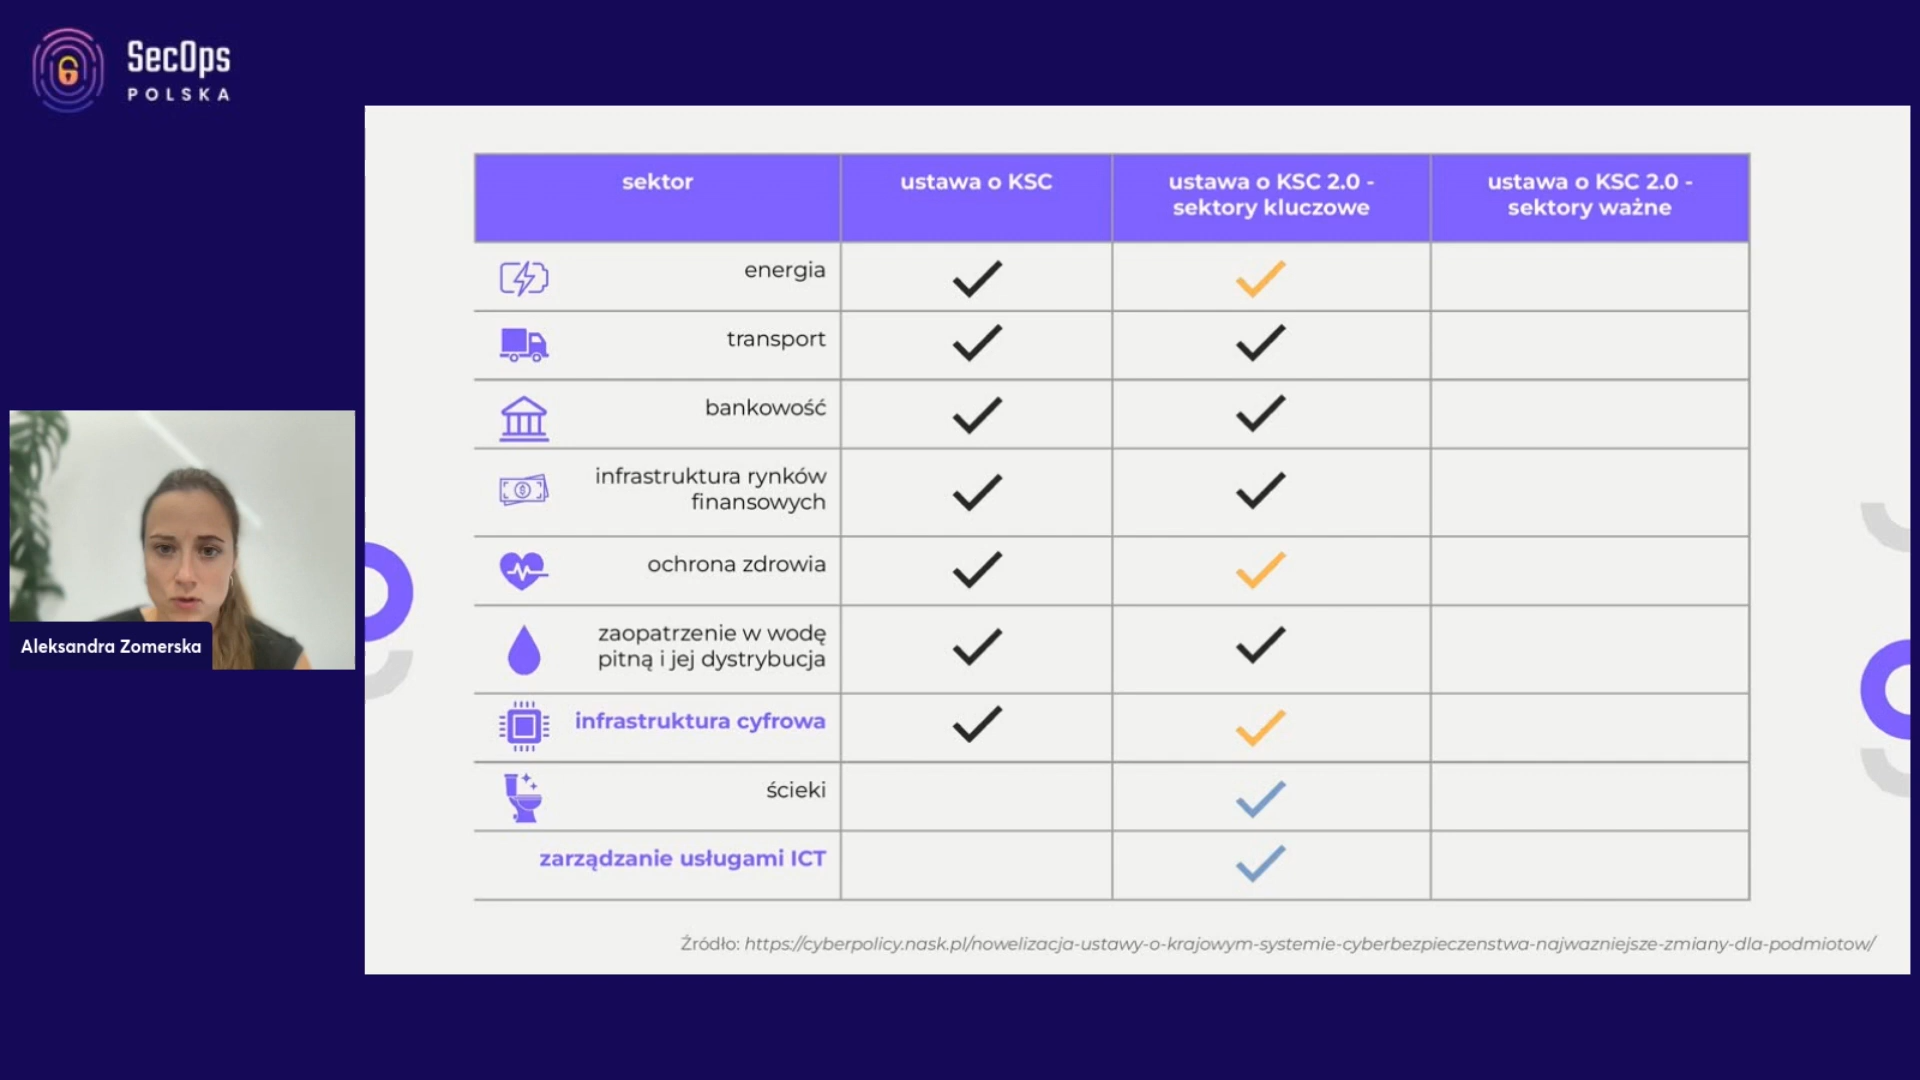 SecOps
POLSKA
sektor
ustawa o KSC
ustawa o KSC 2.0 -
sektory kluczowe
ustawa o KSC 2.0 -
sektory ważne
energia
transport
bankowość
infrastruktura rynków
finansowych
ochrona zdrowia
zaopatrzenie w wodę
pitną i jej dystrybucja
infrastruktura cyfrowa
ścieki
zarządzanie usługami ICT
Źródło: https://cyberpolicy.nask.pl/nowelizacja-ustawy-o-krajowym-systemie-cyberbezpieczenstwa-najwazniejsze-zmiany-dla-podmiotow/
Aleksandra Zomerska